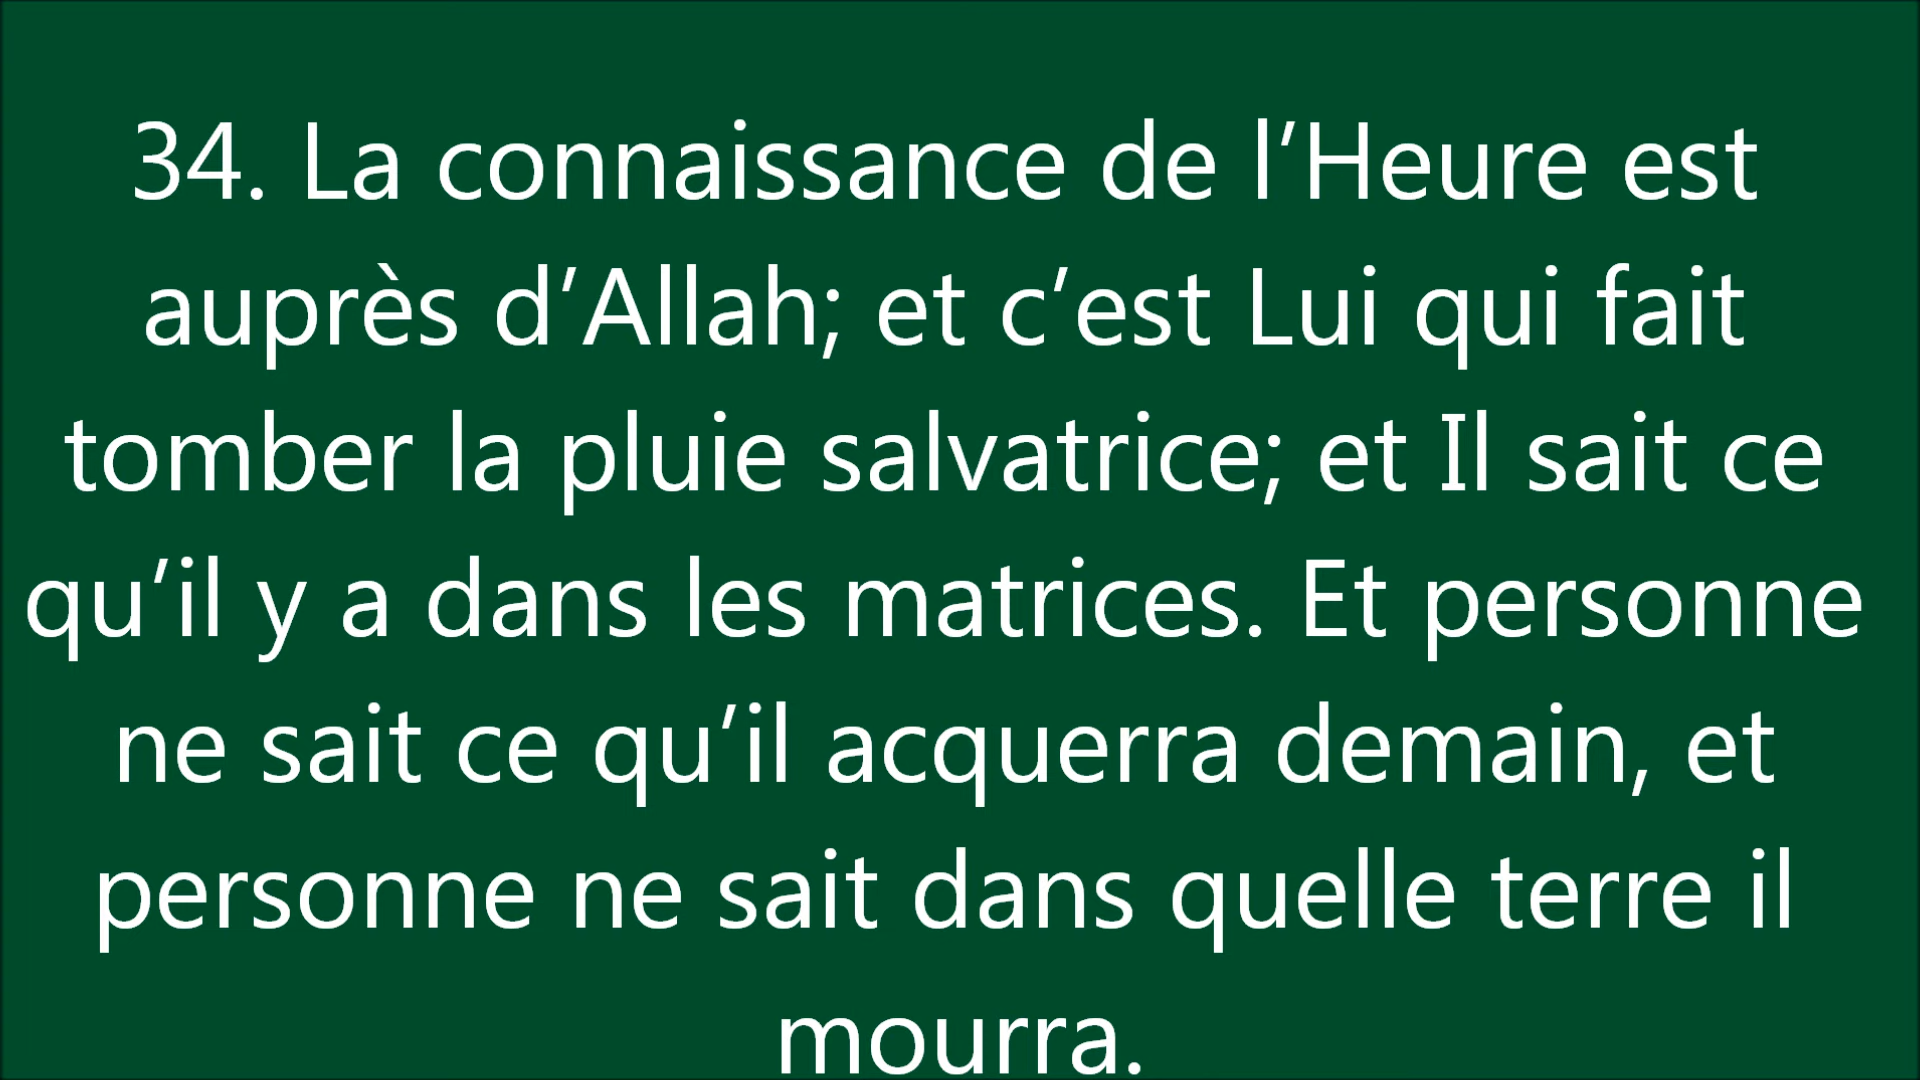 34. La connaissance de l’Heure est
auprès d’Allah; et c’est Lui qui fait
tomber la pluie salvatrice; et Il sait ce
qu’il y a dans les matrices. Et personne
ne sait ce qu’il acquerra demain, et
personne ne sait dans quelle terre il
mourra.